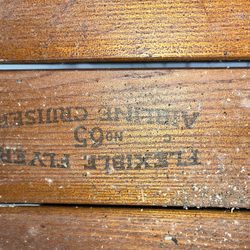 FLEXIBLE FLYER
No 65
AIRLINE CRUISER